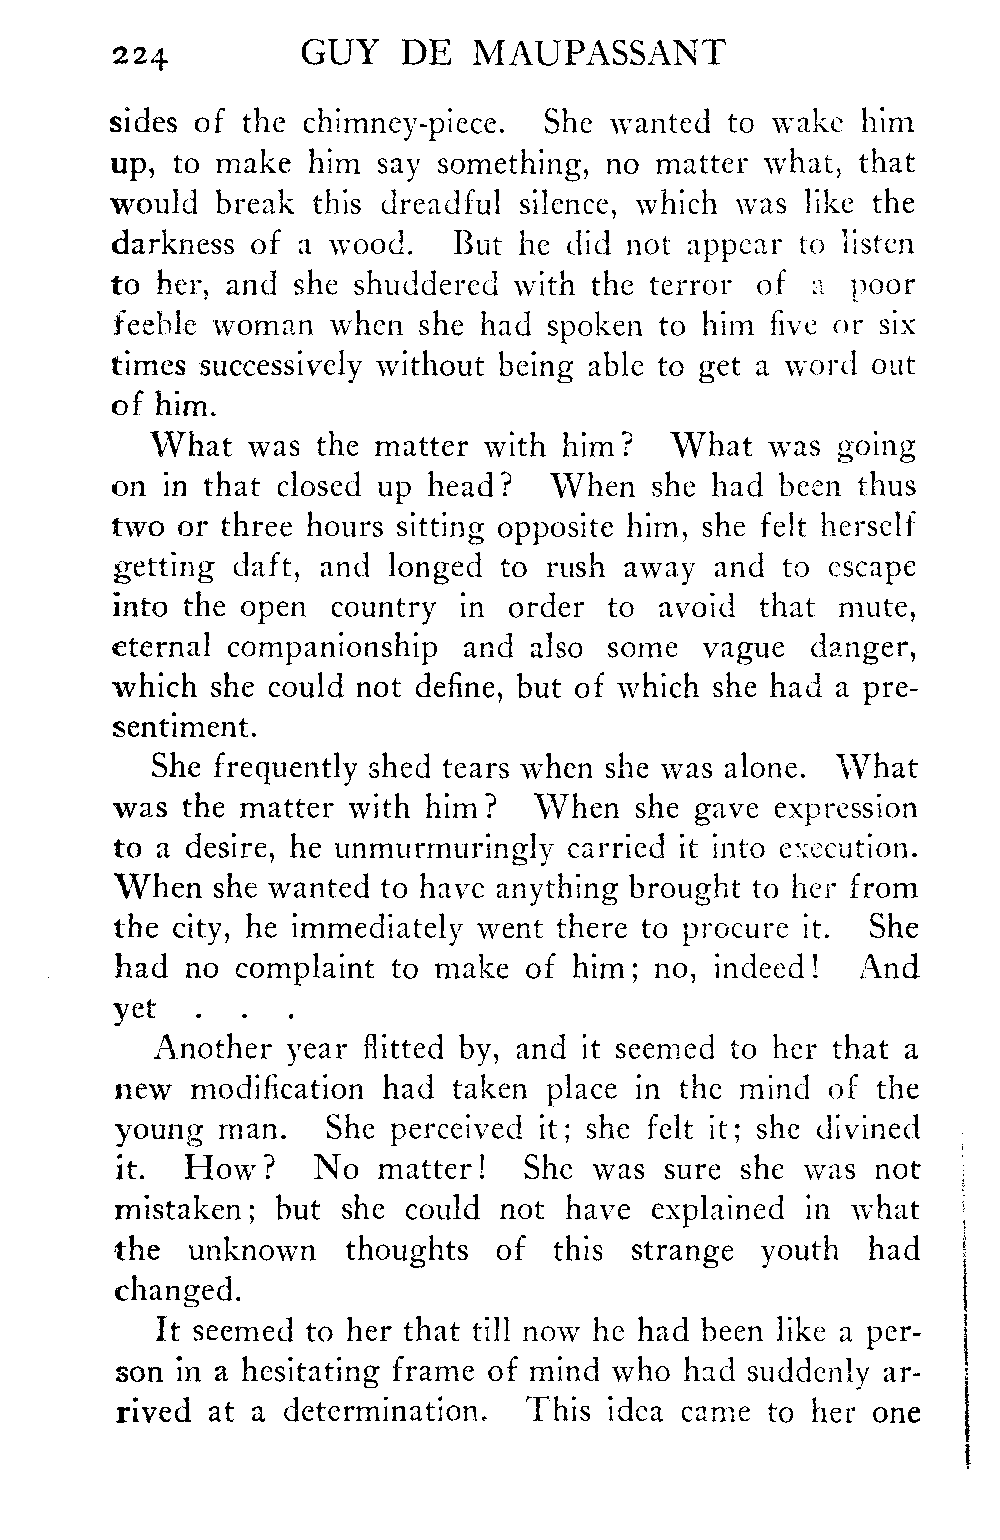 224 GUY DE MAUPASSANT
sides of the chimney-piece. She wanted to wake him
up, to make him say something, no matter what, that
would break this dreadful silence, which was like the
darkness of a wood. But he did not appear to listen
to her, and she shuddered with the terror of a poor
feeble woman when she had spoken to him five or six
times successively without being able to get a word out
of him.
What was the matter with him? What was going
on in that closed up head? When she had been thus
two or three hours sitting opposite him, she felt herself
getting daft, and longed to rush away and to escape
into the open country in order to avoid that mute,
eternal companionship and also some vague danger,
which she could not define, but of which she had a pre-
sentiment.
She frequently shed tears when she was alone. What
was the matter with him? When she gave expression
to a desire, he unmurmuringly carried it into execution.
When she wanted to have anything brought to her from
the city, he immediately went there to procure it. She
had no complaint to make of him; no, indeed! And
yet . . .
Another year flitted by, and it seemed to her that a
new modification had taken place in the mind of the
young man. She perceived it; she felt it; she divined
it. How? No matter! She was sure she was not
mistaken; but she could not have explained in what
the unknown thoughts of this strange youth had
changed.
It seemed to her that till now he had been like a per-
son in a hesitating frame of mind who had suddenly ar-
rived at a determination. This idea came to her one